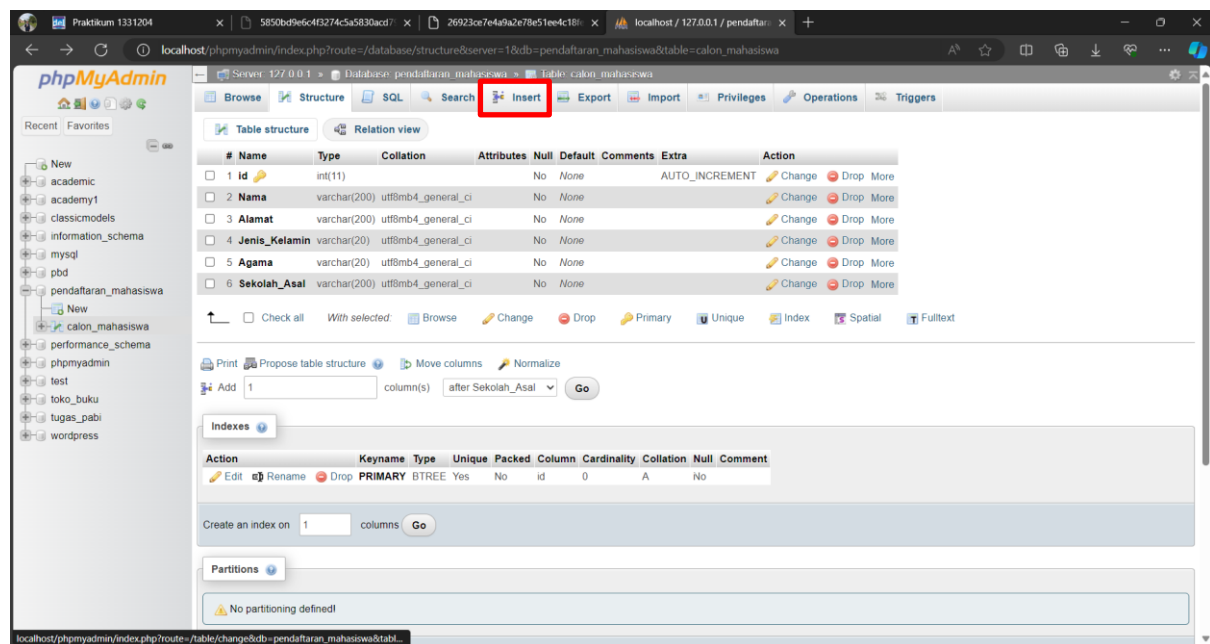 Praktikum 1331204
5850bd9e6c4f3274c5a5830acd7
26923ce7e4a9a2e78e51ee4c18f
localhost / 127.0.0.1 / pendaftara
localhost/phpmyadmin/index.php?route=/database/structure&server=1&db=pendaftaran_mahasiswa&table=calon_mahasiswa
phpMyAdmin
Recent Favorites
New
academic
academy1
classicmodels
information_schema
mysql
pbd
pendaftaran_mahasiswa
New
calon_mahasiswa
performance_schema
phpmyadmin
test
toko_buku
tugas_pabi
wordpress
Server: 127.0.0.1 » Database: pendaftaran_mahasiswa » Table: calon_mahasiswa
Browse Structure SQL Search Insert Export Import Privileges Operations Triggers
Table structure Relation view
# Name Type Collation Attributes Null Default Comments Extra Action
1 id int(11) No None AUTO_INCREMENT Change Drop More
2 Nama varchar(200) utf8mb4_general_ci No None Change Drop More
3 Alamat varchar(200) utf8mb4_general_ci No None Change Drop More
4 Jenis_Kelamin varchar(20) utf8mb4_general_ci No None Change Drop More
5 Agama varchar(20) utf8mb4_general_ci No None Change Drop More
6 Sekolah_Asal varchar(200) utf8mb4_general_ci No None Change Drop More
Check all With selected: Browse Change Drop Primary Unique Index Spatial Fulltext
Print Propose table structure Move columns Normalize
Add 1 column(s) after Sekolah_Asal Go
Indexes
Action Keyname Type Unique Packed Column Cardinality Collation Null Comment
Edit Rename Drop PRIMARY BTREE Yes No id 0 A No
Create an index on 1 columns Go
Partitions
No partitioning defined!
localhost/phpmyadmin/index.php?route=/table/change&db=pendaftaran_mahasiswa&tabl...